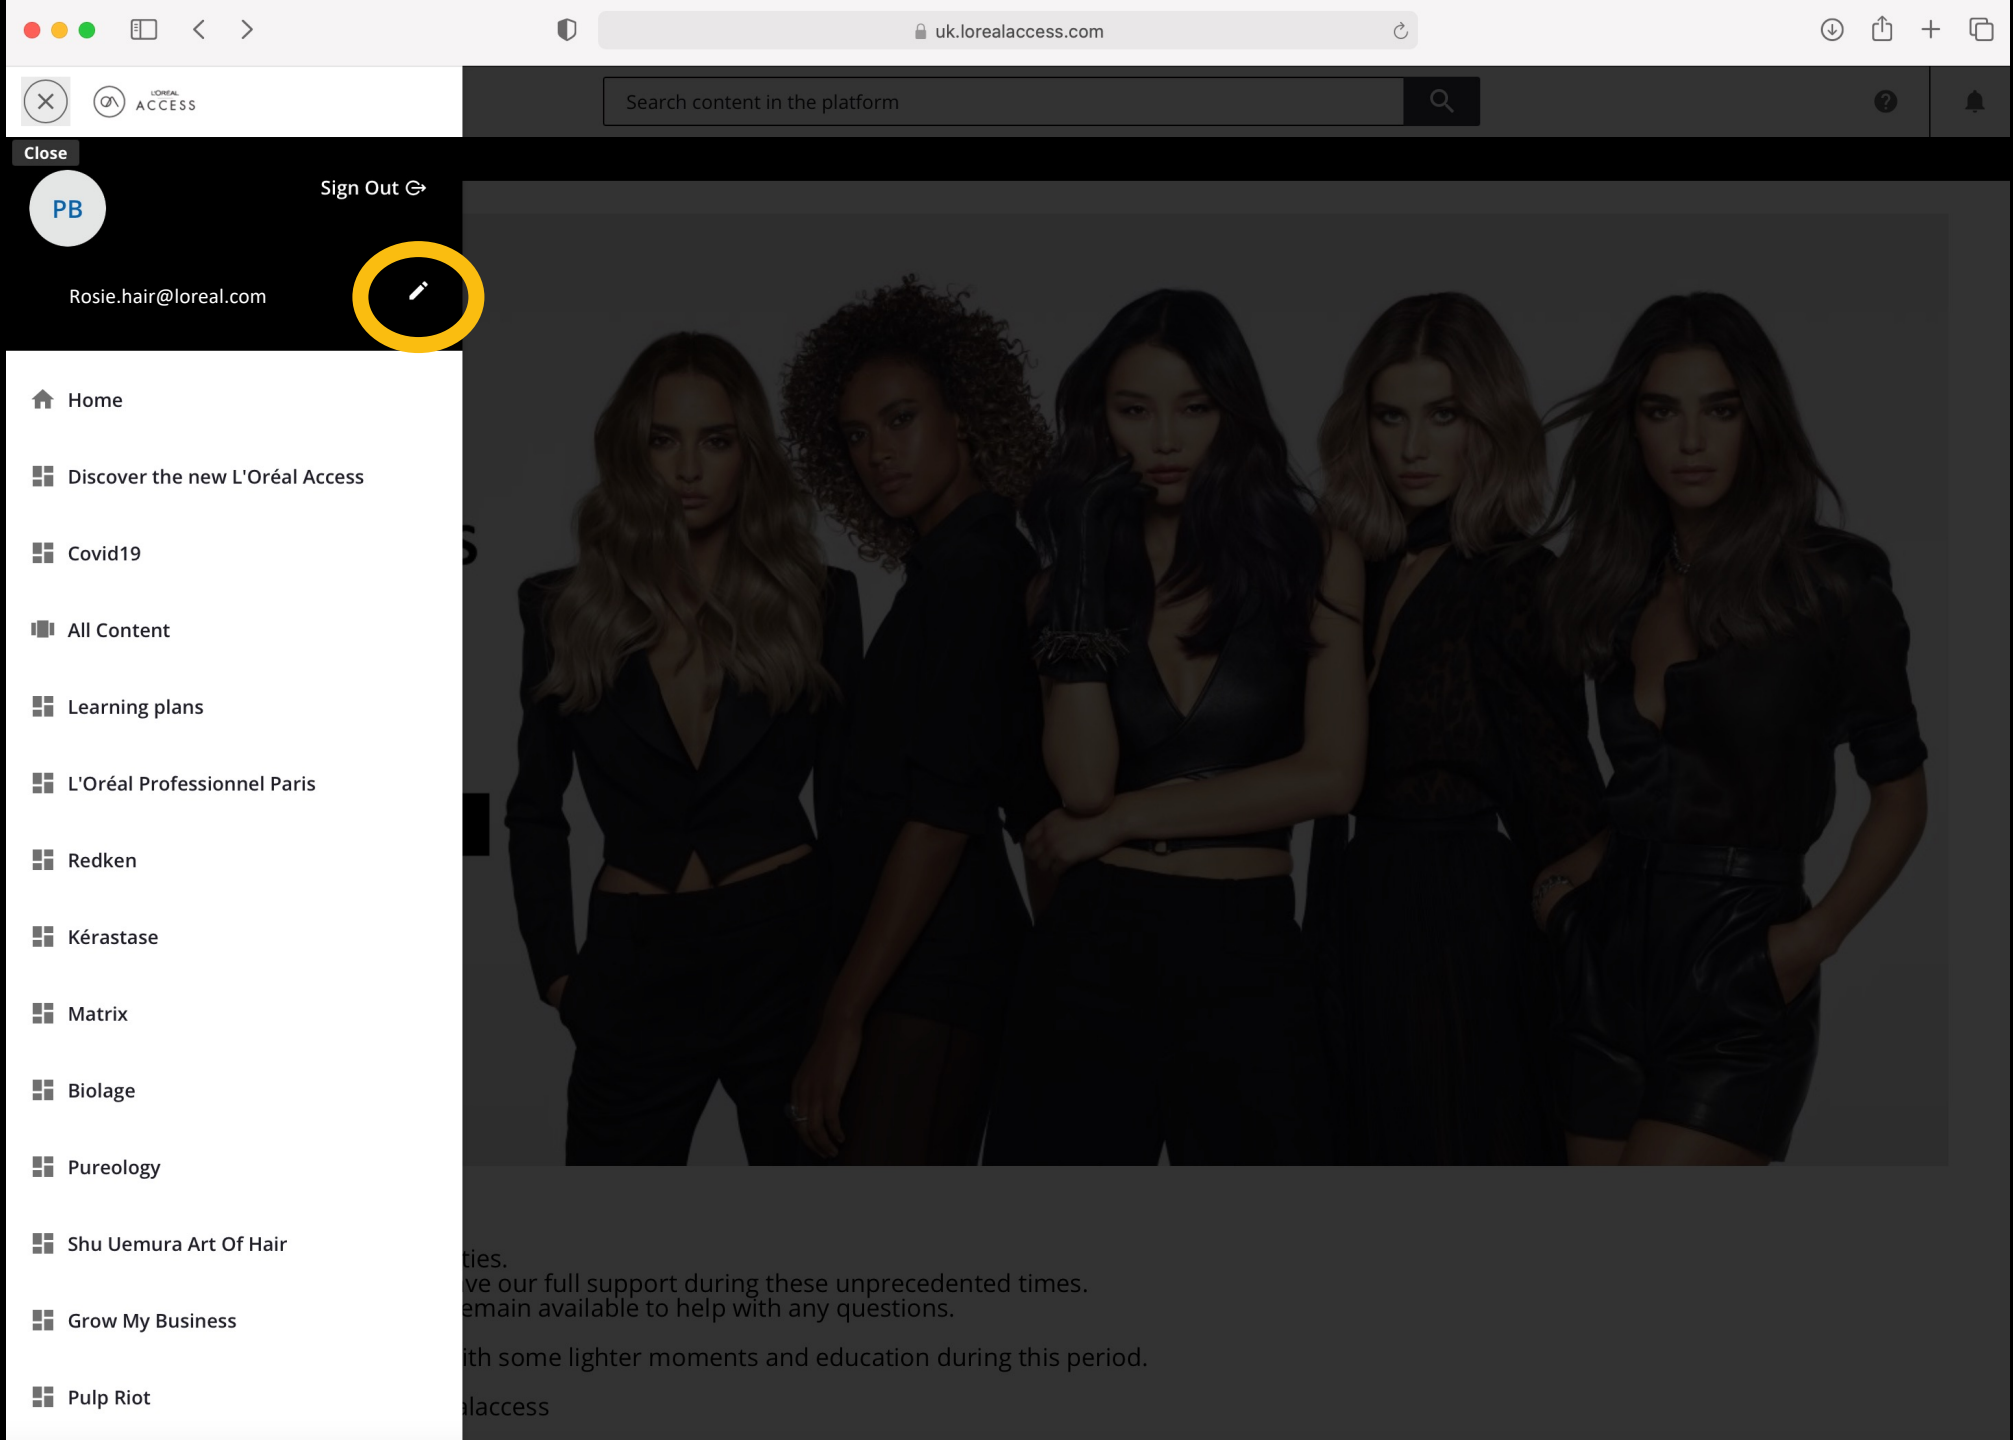 uk.lorealaccess.com
L'ORÉAL
ACCESS
Search content in the platform
Close
PB
Sign Out
Rosie.hair@loreal.com
Home
Discover the new L'Oréal Access
Covid19
All Content
Learning plans
L'Oréal Professionnel Paris
Redken
Kérastase
Matrix
Biolage
Pureology
Shu Uemura Art Of Hair
Grow My Business
Pulp Riot
S
ties.
ve our full support during these unprecedented times.
emain available to help with any questions.
ith some lighter moments and education during this period.
alaccess